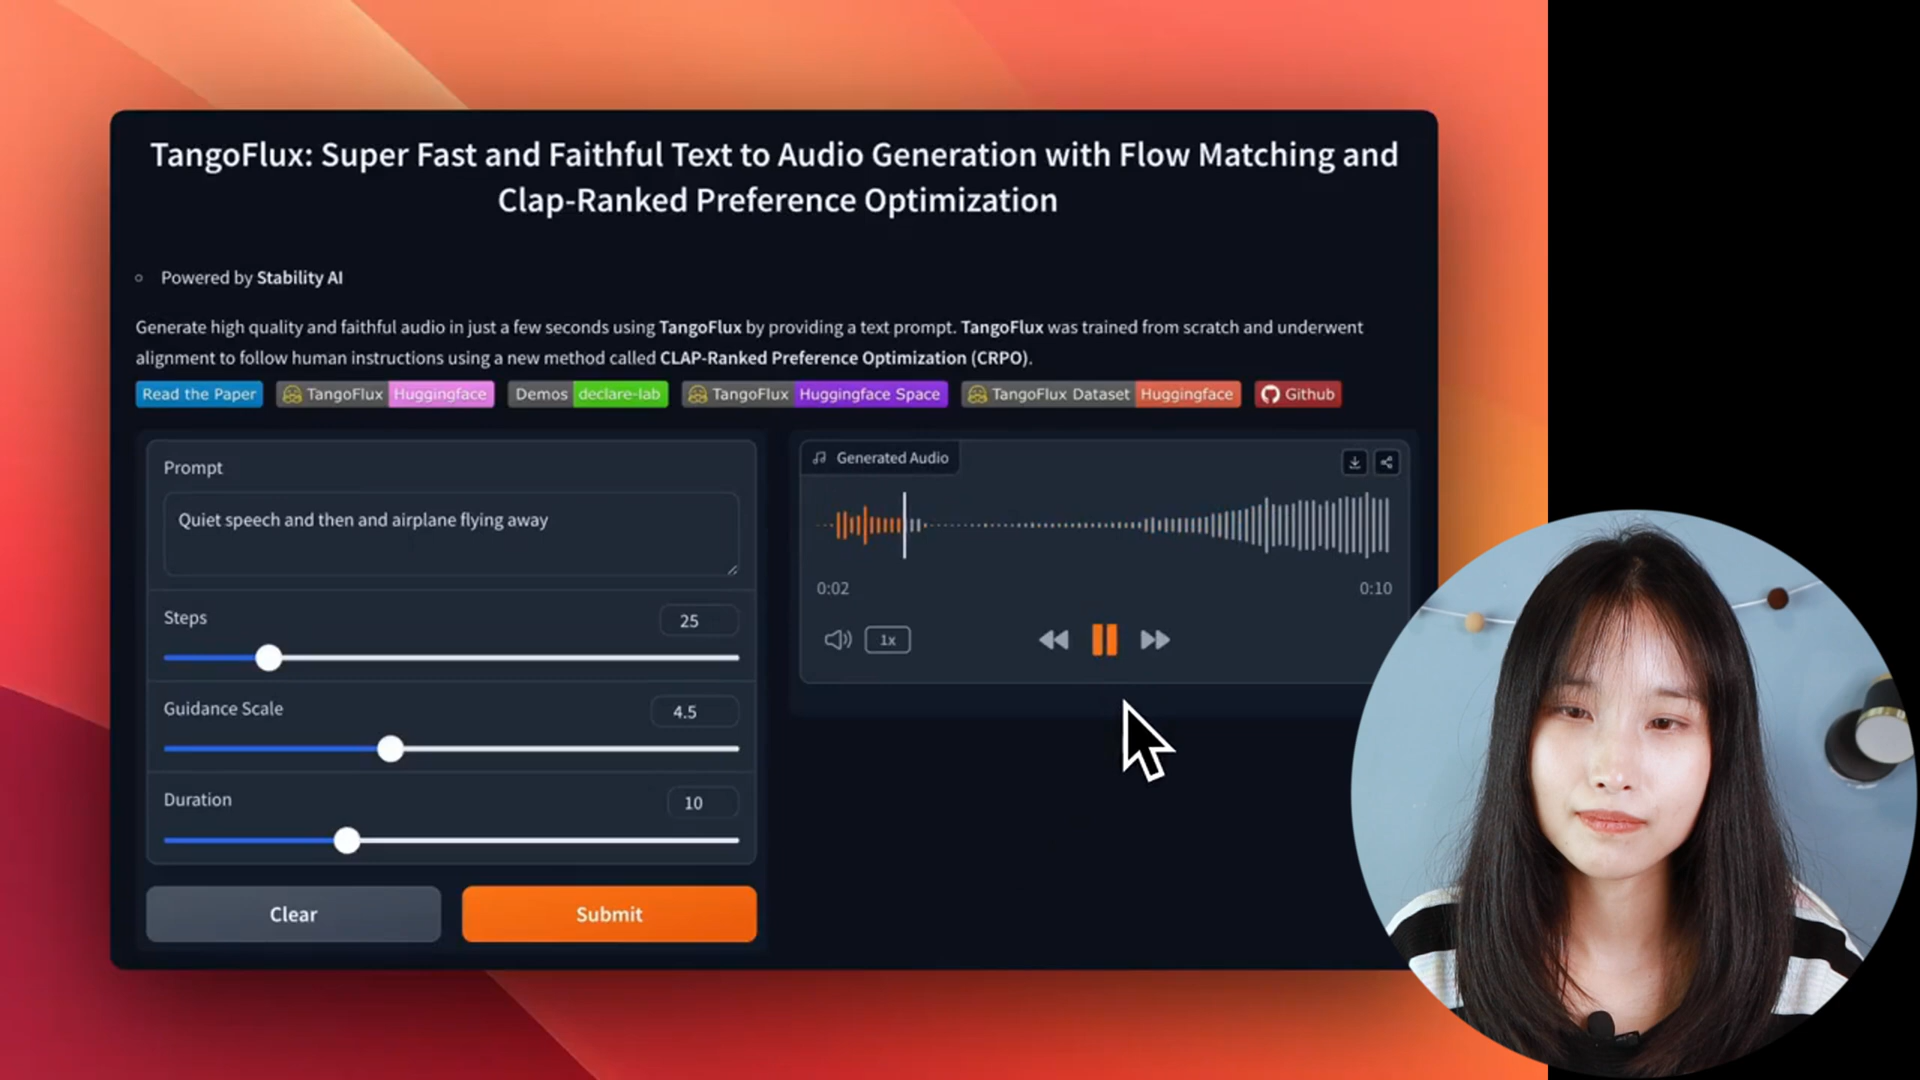 TangoFlux: Super Fast and Faithful Text to Audio Generation with Flow Matching and
Clap-Ranked Preference Optimization
Powered by Stability AI
Generate high quality and faithful audio in just a few seconds using TangoFlux by providing a text prompt. TangoFlux was trained from scratch and underwent
alignment to follow human instructions using a new method called CLAP-Ranked Preference Optimization (CRPO).
Read the Paper TangoFlux Huggingface Demos declare-lab TangoFlux Huggingface Space TangoFlux Dataset Huggingface Github
Prompt
Quiet speech and then and airplane flying away
Steps 25
Guidance Scale 4.5
Duration 10
Clear Submit
Generated Audio
0:02 0:10
1x